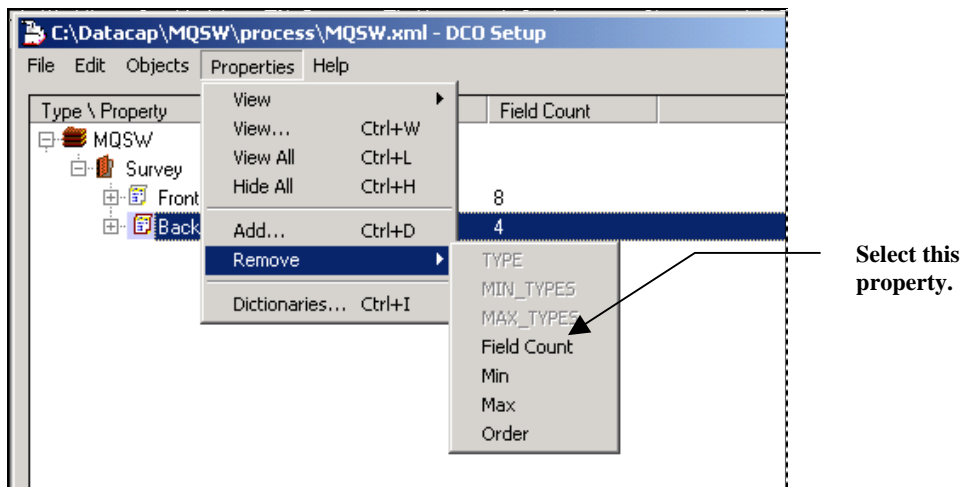 C:\Datacap\MQSW\process\MQSW.xml - DCO Setup
File Edit Objects Properties Help
Type \ Property Field Count
MQSW
Survey
Front 8
Back 4
View
View... Ctrl+W
View All Ctrl+L
Hide All Ctrl+H
Add... Ctrl+D
Remove
Dictionaries... Ctrl+I
TYPE
MIN_TYPES
MAX_TYPES
Field Count
Min
Max
Order
Select this
property.